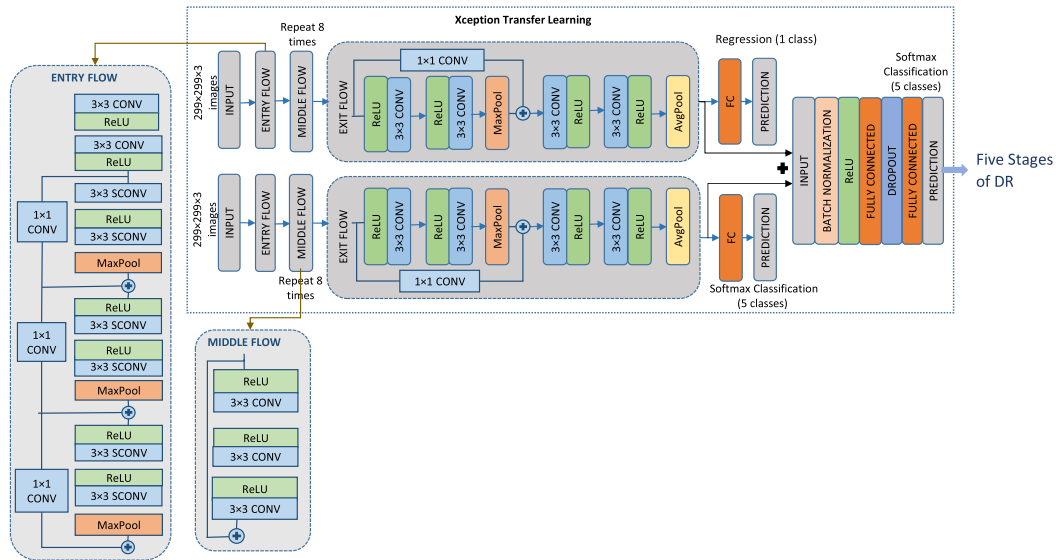 Xception Transfer Learning
299×299×3
images
INPUT
ENTRY FLOW
Repeat 8
times
MIDDLE FLOW
EXIT FLOW
1×1 CONV
ReLU
3×3 CONV
ReLU
3×3 CONV
MaxPool
3×3 CONV
ReLU
3×3 CONV
ReLU
AvgPool
Regression (1 class)
FC
PREDICTION
299×299×3
images
INPUT
ENTRY FLOW
MIDDLE FLOW
Repeat 8
times
EXIT FLOW
ReLU
3×3 CONV
ReLU
3×3 CONV
MaxPool
1×1 CONV
3×3 CONV
ReLU
3×3 CONV
ReLU
AvgPool
FC
PREDICTION
Softmax Classification
(5 classes)
Softmax
Classification
(5 classes)
INPUT
BATCH NORMALIZATION
ReLU
FULLY CONNECTED
DROPOUT
FULLY CONNECTED
PREDICTION
Five Stages
of DR
ENTRY FLOW
3×3 CONV
ReLU
3×3 CONV
ReLU
3×3 SCONV
1×1
CONV
ReLU
3×3 SCONV
MaxPool
ReLU
3×3 SCONV
1×1
CONV
ReLU
3×3 SCONV
MaxPool
ReLU
3×3 SCONV
1×1
CONV
ReLU
3×3 SCONV
MaxPool
MIDDLE FLOW
ReLU
3×3 CONV
ReLU
3×3 CONV
ReLU
3×3 CONV